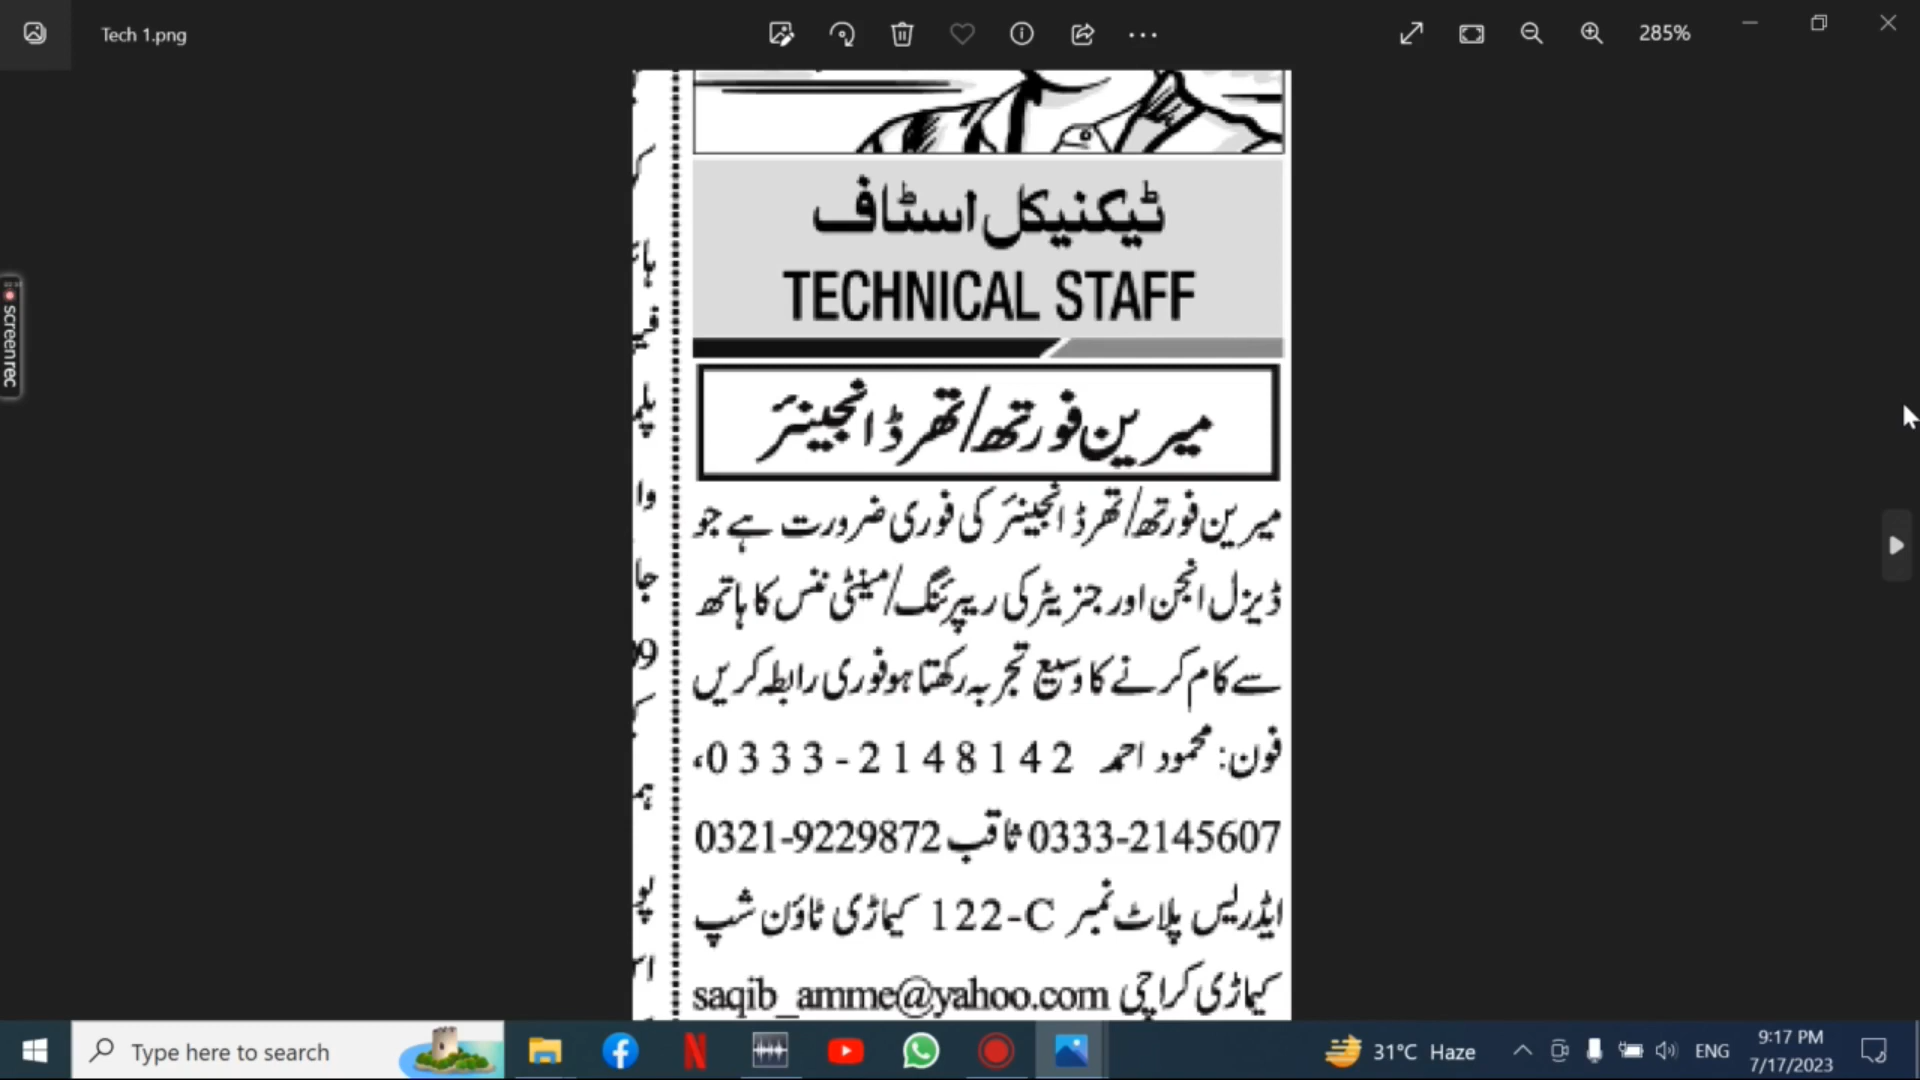 Tech 1.png
285%
ٹیکنیکل اسٹاف
TECHNICAL STAFF
میرین فورتھ/تھرڈ انجینئر
میرین فورتھ/تھرڈ انجینئر کی فوری ضرورت ہے جو
ڈیزل انجن اور جنریٹر کی ریپرنگ/مینٹی ننس کا ہاتھ
سے کام کرنے کا وسیع تجربہ رکھتا ہو فوری رابطہ کریں
فون: محمود احمد 0333-2148142،
0333-2145607 ثاقب 0321-9229872
ایڈریس پلاٹ نمبر 122-C کیماڑی ٹاؤن شپ
کیماڑی کراچی saqib_amme@yahoo.com
screenrec
Type here to search
31°C Haze
ENG
9:17 PM
7/17/2023